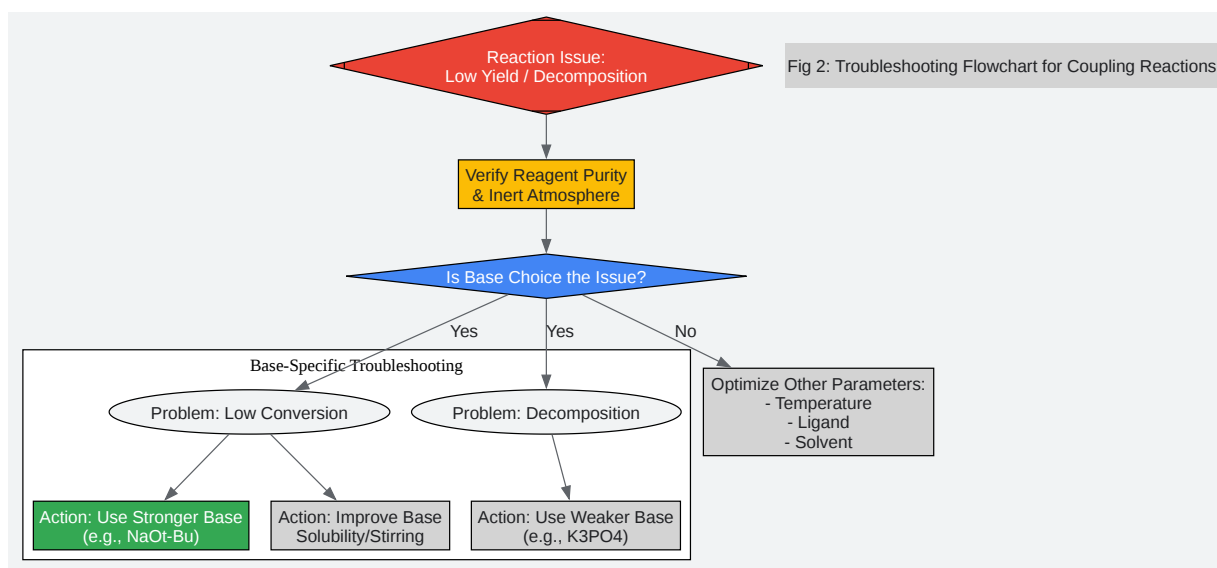 Reaction Issue:
Low Yield / Decomposition
Fig 2: Troubleshooting Flowchart for Coupling Reactions
Verify Reagent Purity
& Inert Atmosphere
Is Base Choice the Issue?
Yes
Yes
No
Base-Specific Troubleshooting
Optimize Other Parameters:
- Temperature
- Ligand
- Solvent
Problem: Low Conversion
Problem: Decomposition
Action: Use Stronger Base
(e.g., NaOt-Bu)
Action: Improve Base
Solubility/Stirring
Action: Use Weaker Base
(e.g., K3PO4)